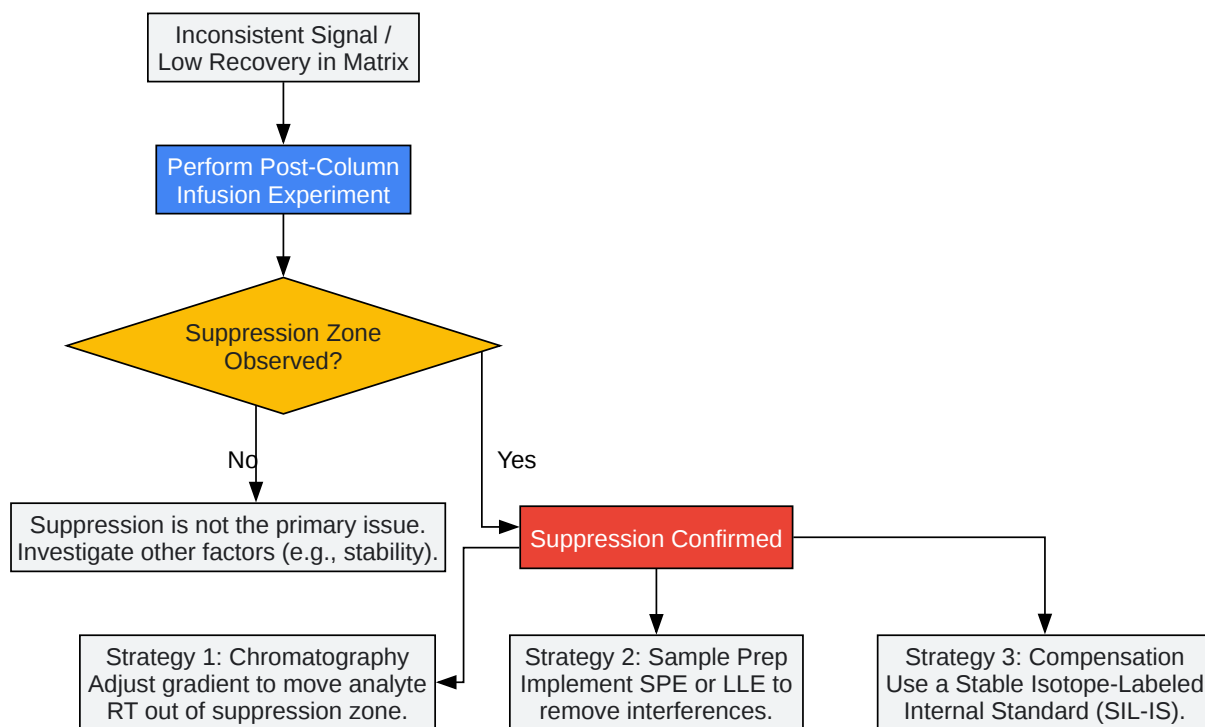 Inconsistent Signal /
Low Recovery in Matrix
Perform Post-Column
Infusion Experiment
Suppression Zone
Observed?
No
Yes
Suppression is not the primary issue.
Investigate other factors (e.g., stability).
Suppression Confirmed
Strategy 1: Chromatography
Adjust gradient to move analyte
RT out of suppression zone.
Strategy 2: Sample Prep
Implement SPE or LLE to
remove interferences.
Strategy 3: Compensation
Use a Stable Isotope-Labeled
Internal Standard (SIL-IS).